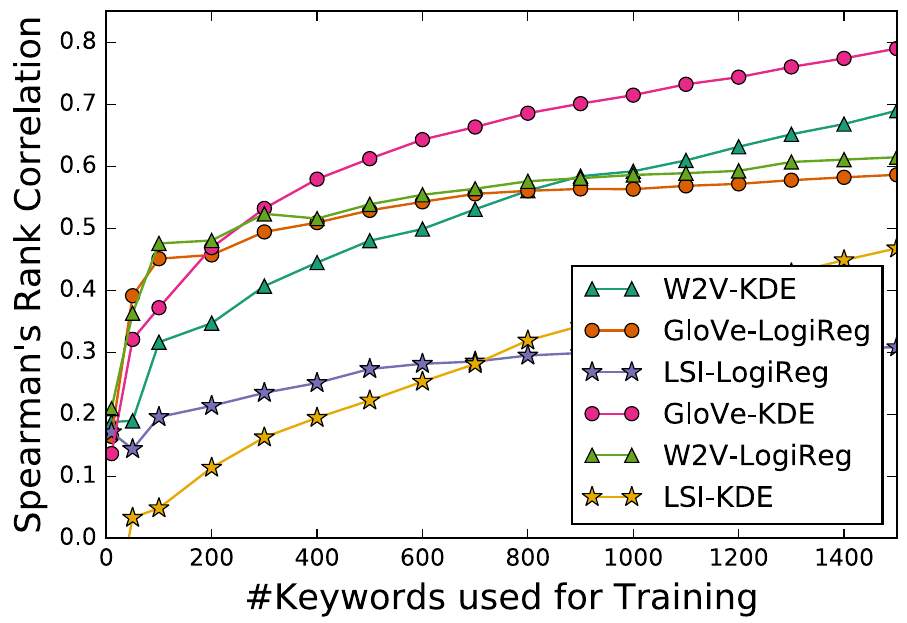 Spearman's Rank Correlation
0.8
0.7
0.6
0.5
0.4
0.3
0.2
0.1
0.0
W2V-KDE
GloVe-LogiReg
LSI-LogiReg
GloVe-KDE
W2V-LogiReg
LSI-KDE
0 200 400 600 800 1000 1200 1400
#Keywords used for Training